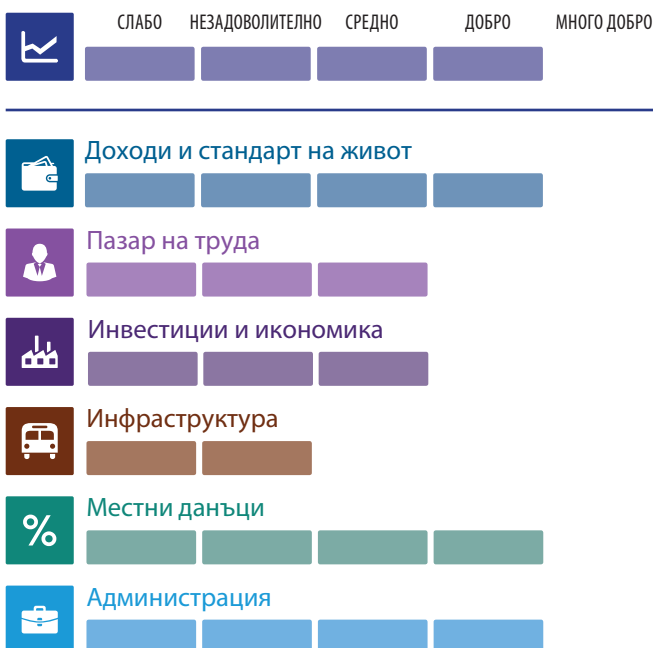 СЛАБО НЕЗАДОВОЛИТЕЛНО СРЕДНО ДОБРО МНОГО ДОБРО
Доходи и стандарт на живот
Пазар на труда
Инвестиции и икономика
Инфраструктура
Местни данъци
%
Администрация